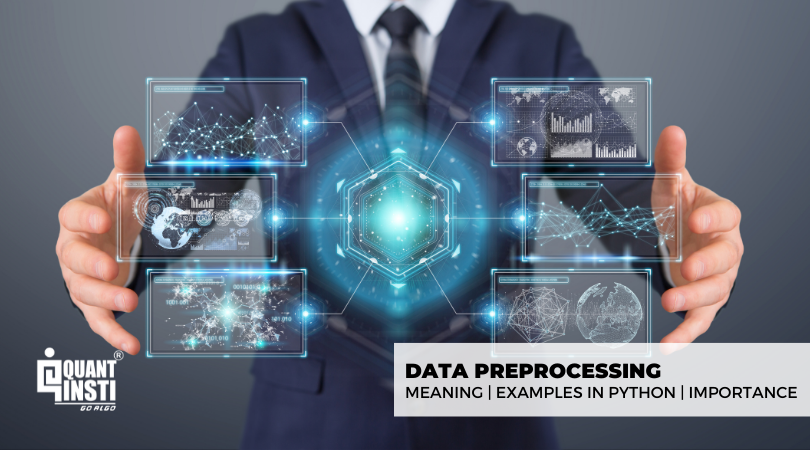 QUANT®
INSTI
GO ALGO
DATA PREPROCESSING
MEANING | EXAMPLES IN PYTHON | IMPORTANCE